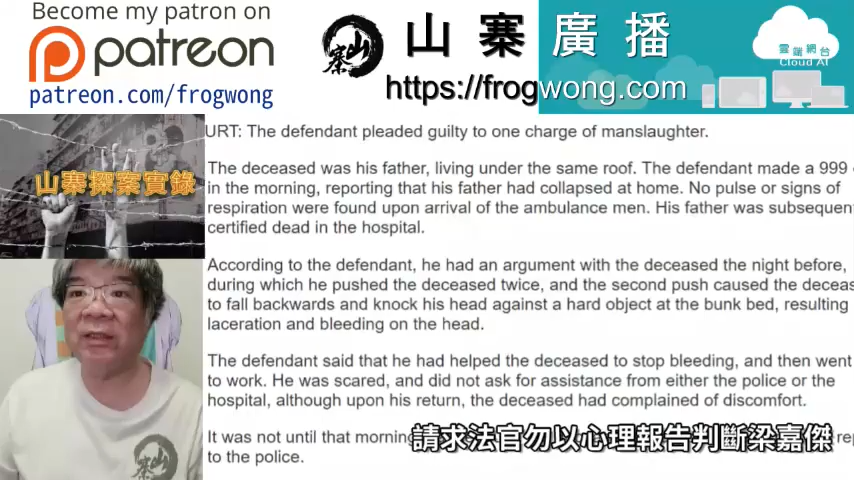 Become my patron on
patreon
patreon.com/frogwong
山寨
山寨廣播
https://frogwong.com
雲端網台
Cloud AI
山寨探案實錄
URT: The defendant pleaded guilty to one charge of manslaughter.
The deceased was his father, living under the same roof. The defendant made a 999
in the morning, reporting that his father had collapsed at home. No pulse or signs of
respiration were found upon arrival of the ambulance men. His father was subsequen
certified dead in the hospital.
According to the defendant, he had an argument with the deceased the night before,
during which he pushed the deceased twice, and the second push caused the deceas
to fall backwards and knock his head against a hard object at the bunk bed, resulting
laceration and bleeding on the head.
The defendant said that he had helped the deceased to stop bleeding, and then went
to work. He was scared, and did not ask for assistance from either the police or the
hospital, although upon his return, the deceased had complained of discomfort.
It was not until that morning
rep
to the police.
請求法官勿以心理報告判斷梁嘉傑
山寨